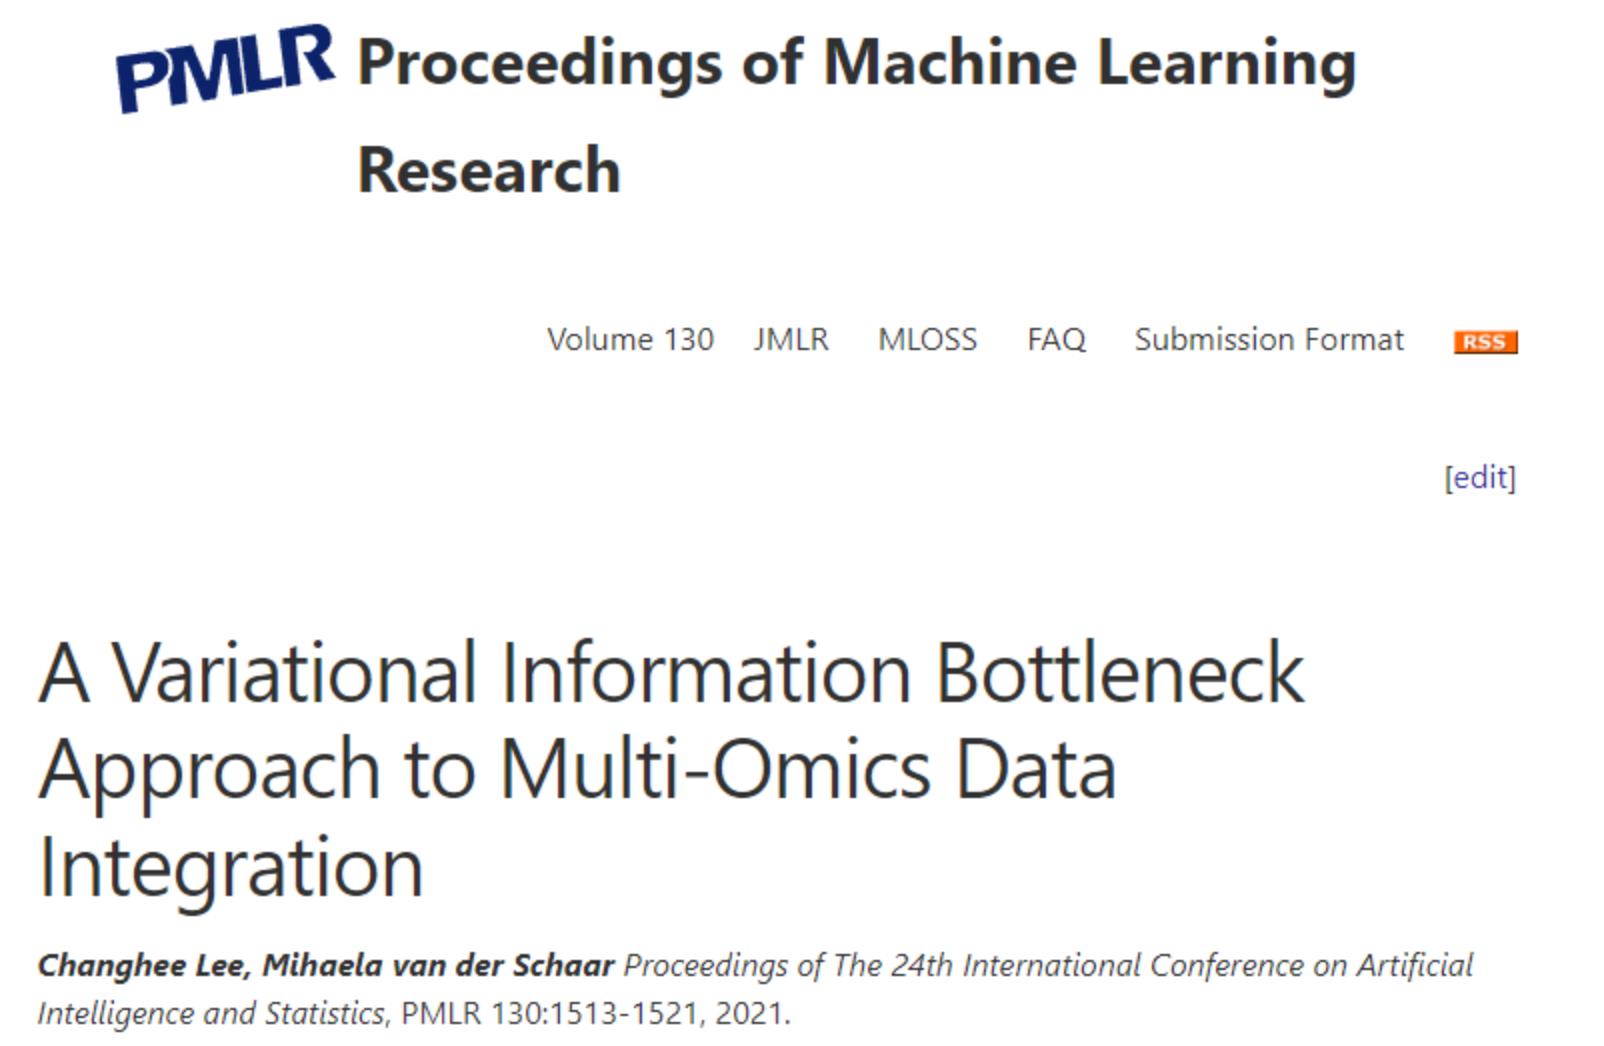 PMLR Proceedings of Machine Learning
Research
Volume 130 JMLR MLOSS FAQ Submission Format RSS
[edit]
A Variational Information Bottleneck
Approach to Multi-Omics Data
Integration
Changhee Lee, Mihaela van der Schaar Proceedings of The 24th International Conference on Artificial
Intelligence and Statistics, PMLR 130:1513-1521, 2021.